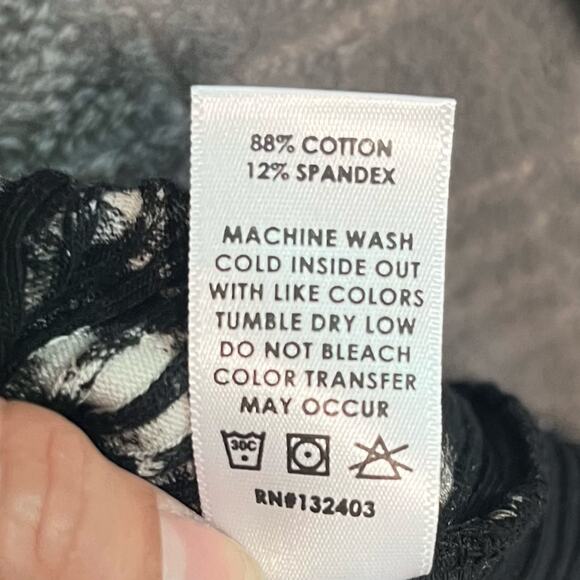 88% COTTON
12% SPANDEX
MACHINE WASH
COLD INSIDE OUT
WITH LIKE COLORS
TUMBLE DRY LOW
DO NOT BLEACH
COLOR TRANSFER
MAY OCCUR
30C
RN#132403